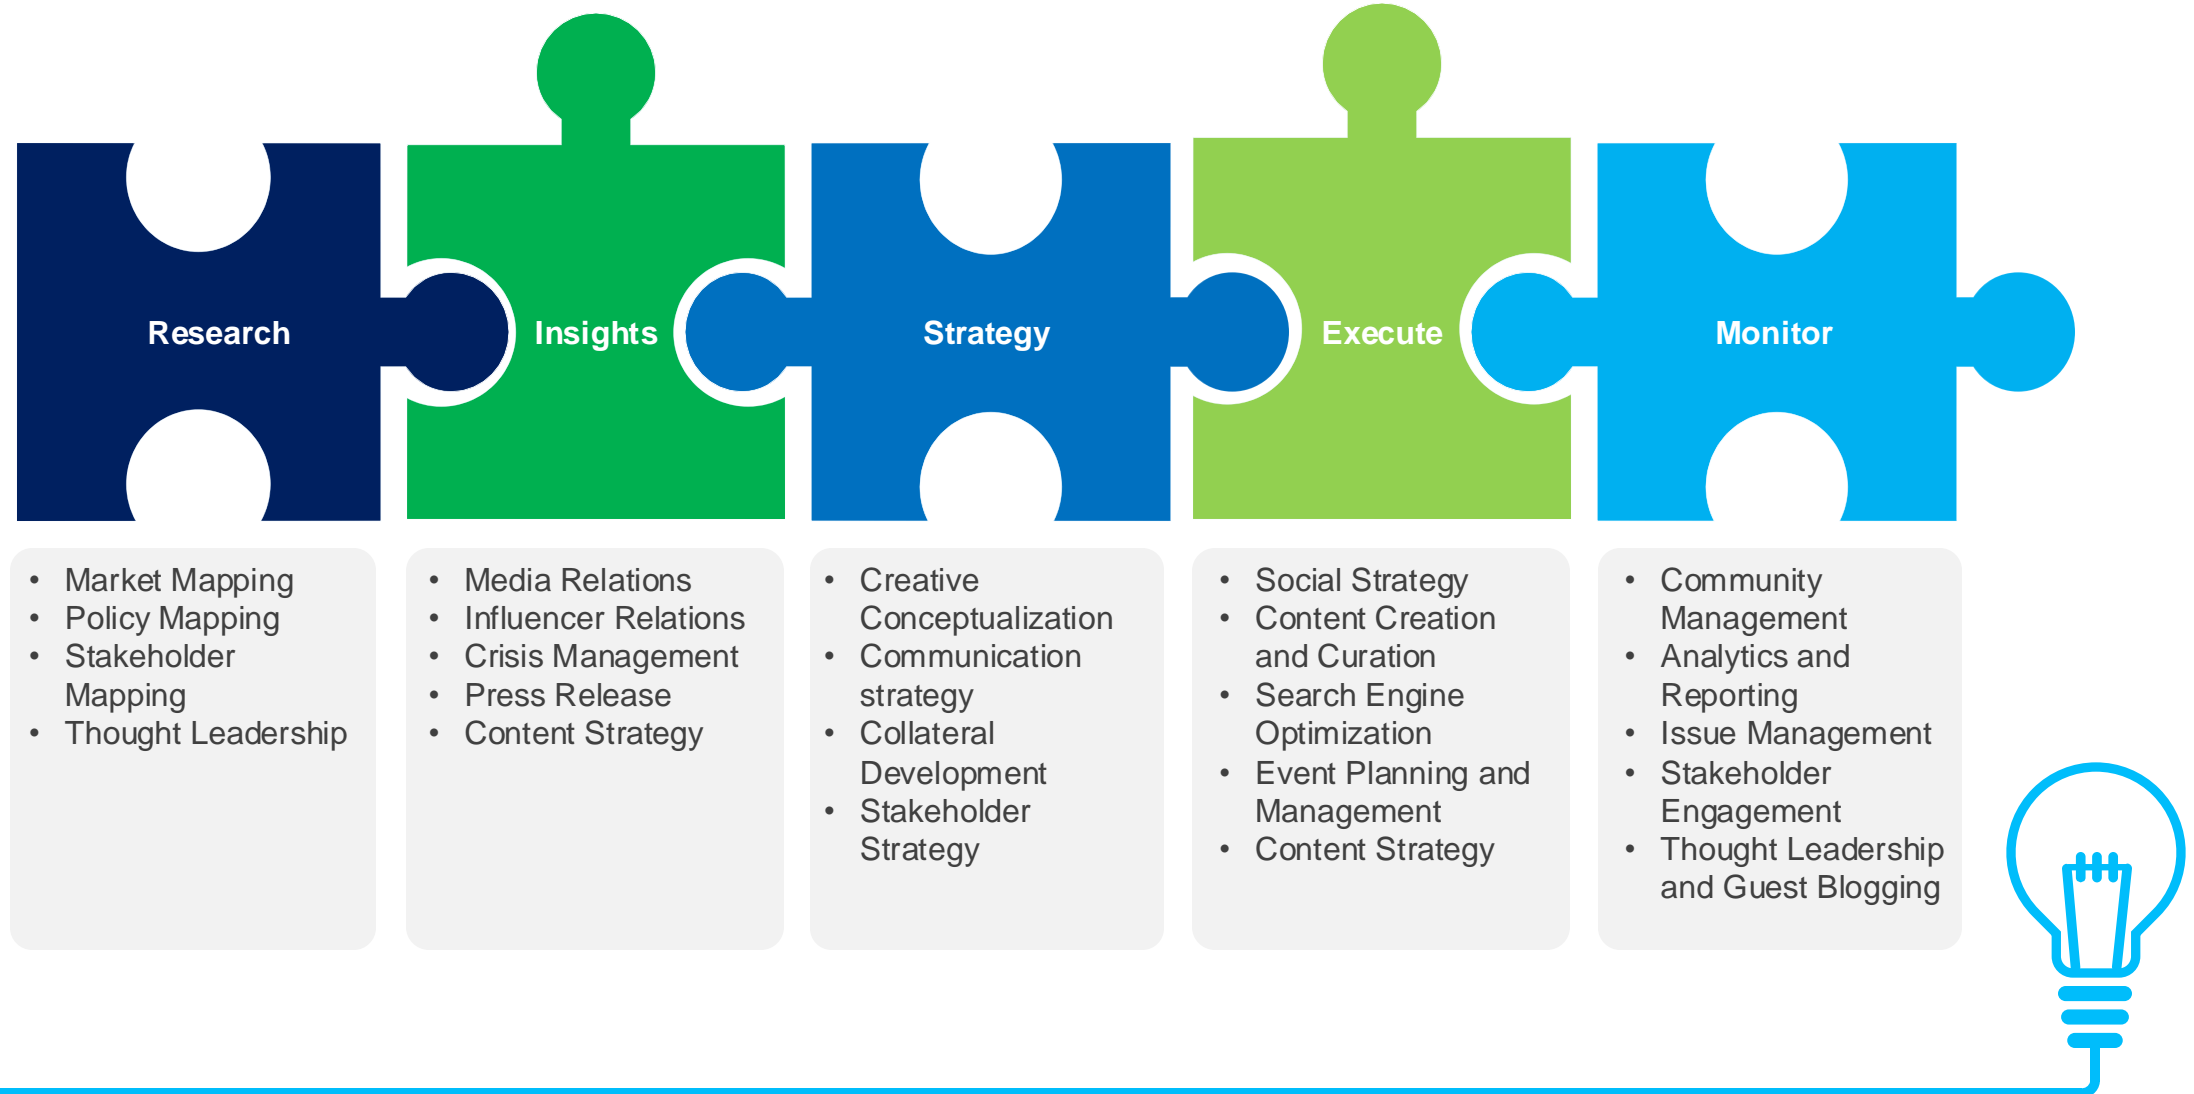 Research
Insights
Strategy
Execute
Monitor
• Market Mapping
• Policy Mapping
• Stakeholder
Mapping
• Thought Leadership
• Media Relations
• Influencer Relations
• Crisis Management
• Press Release
• Content Strategy
• Creative
Conceptualization
• Communication
strategy
• Collateral
Development
• Stakeholder
Strategy
• Social Strategy
• Content Creation
and Curation
• Search Engine
Optimization
• Event Planning and
Management
• Content Strategy
• Community
Management
• Analytics and
Reporting
• Issue Management
• Stakeholder
Engagement
• Thought Leadership
and Guest Blogging